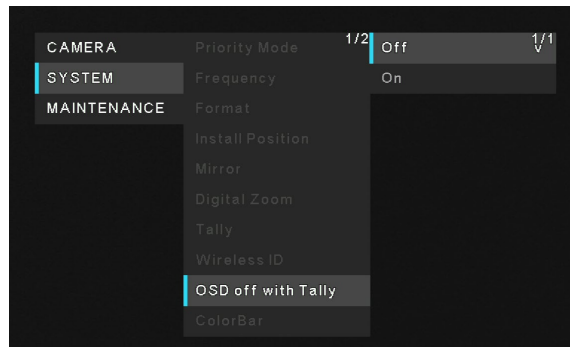 CAMERA
SYSTEM
MAINTENANCE
1/2
Priority Mode
Frequency
Format
Install Position
Mirror
Digital Zoom
Tally
Wireless ID
OSD off with Tally
ColorBar
1/1
Off
On